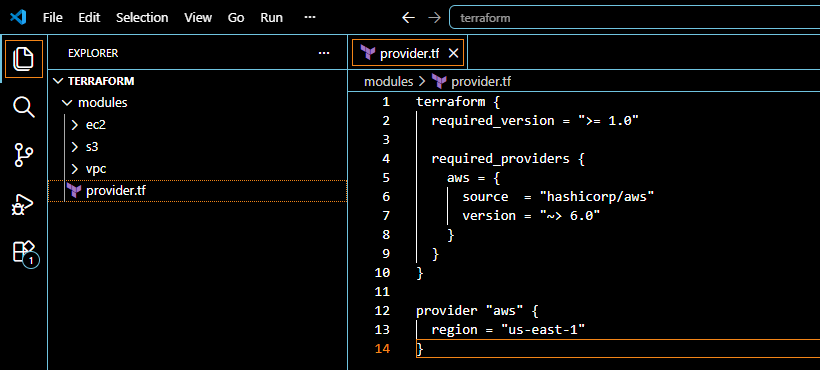 File Edit Selection View Go Run ··· terraform
EXPLORER ···
TERRAFORM
modules
ec2
s3
vpc
provider.tf
1
provider.tf
modules > provider.tf
1 terraform {
2   required_version = ">= 1.0"
3
4   required_providers {
5     aws = {
6       source  = "hashicorp/aws"
7       version = "~> 6.0"
8     }
9   }
10 }
11
12 provider "aws" {
13   region = "us-east-1"
14 }